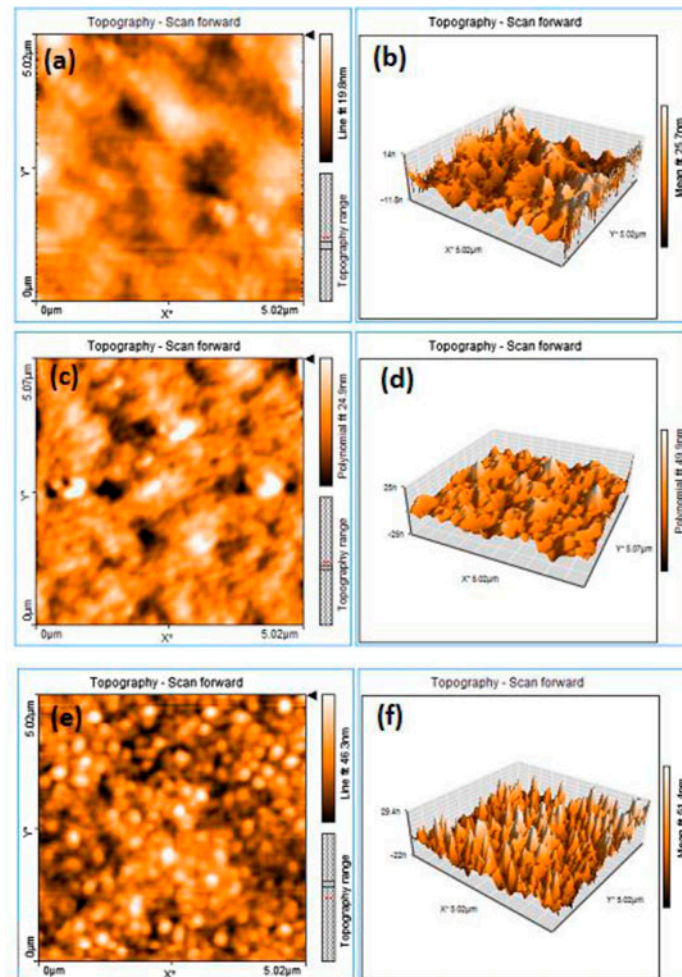 Topography - Scan forward
(a)
5.02µm
Y*
0µm
0µm
X*
5.02µm
Line fit 19.8nm
Topography range
Topography - Scan forward
(b)
14n
-11.8n
X* 5.02µm
Y* 5.02µm
Mean fit 25.7nm
Topography - Scan forward
(c)
5.07µm
Y*
0µm
0µm
X*
5.02µm
Polynomial fit 24.9nm
Topography range
Topography - Scan forward
(d)
25n
-25n
X* 5.02µm
Y* 5.07µm
Polynomial fit 49.9nm
Topography - Scan forward
(e)
5.02µm
Y*
0µm
0µm
X*
5.02µm
Line fit 46.3nm
Topography range
Topography - Scan forward
(f)
29.4n
-22n
X* 5.02µm
Y* 5.02µm
Mean fit 51.4nm